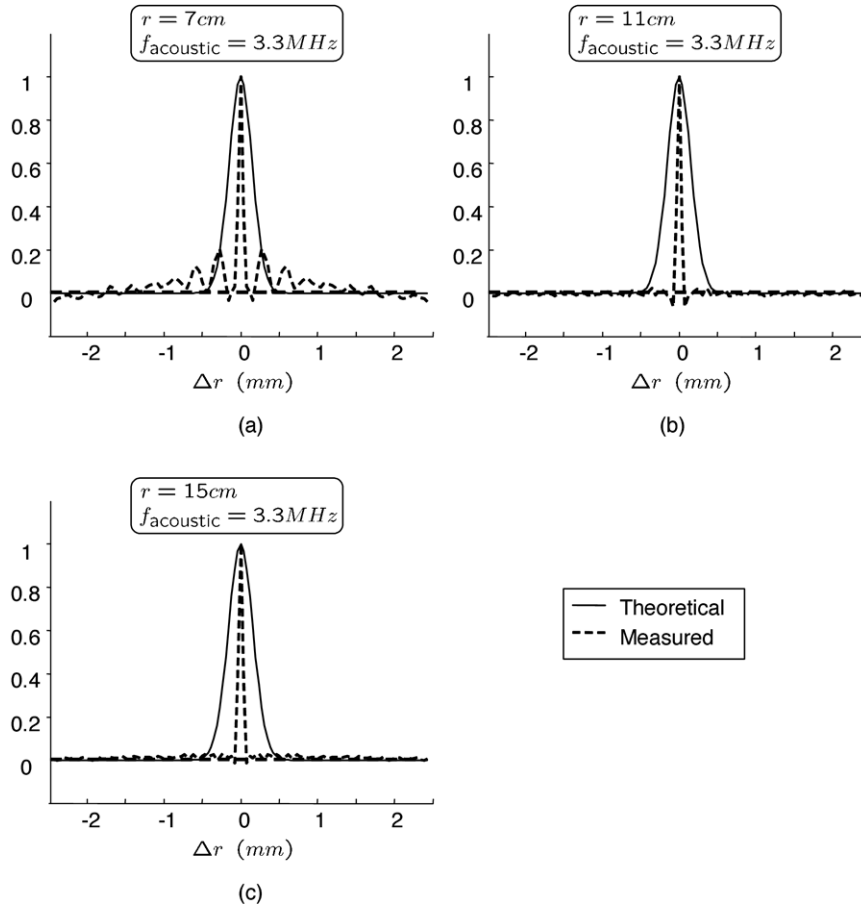 r = 7cm
f_acoustic = 3.3MHz
1
0.8
0.6
0.4
0.2
0
-2 -1 0 1 2
Δr (mm)
(a)
r = 11cm
f_acoustic = 3.3MHz
1
0.8
0.6
0.4
0.2
0
-2 -1 0 1 2
Δr (mm)
(b)
r = 15cm
f_acoustic = 3.3MHz
1
0.8
0.6
0.4
0.2
0
-2 -1 0 1 2
Δr (mm)
(c)
Theoretical
Measured